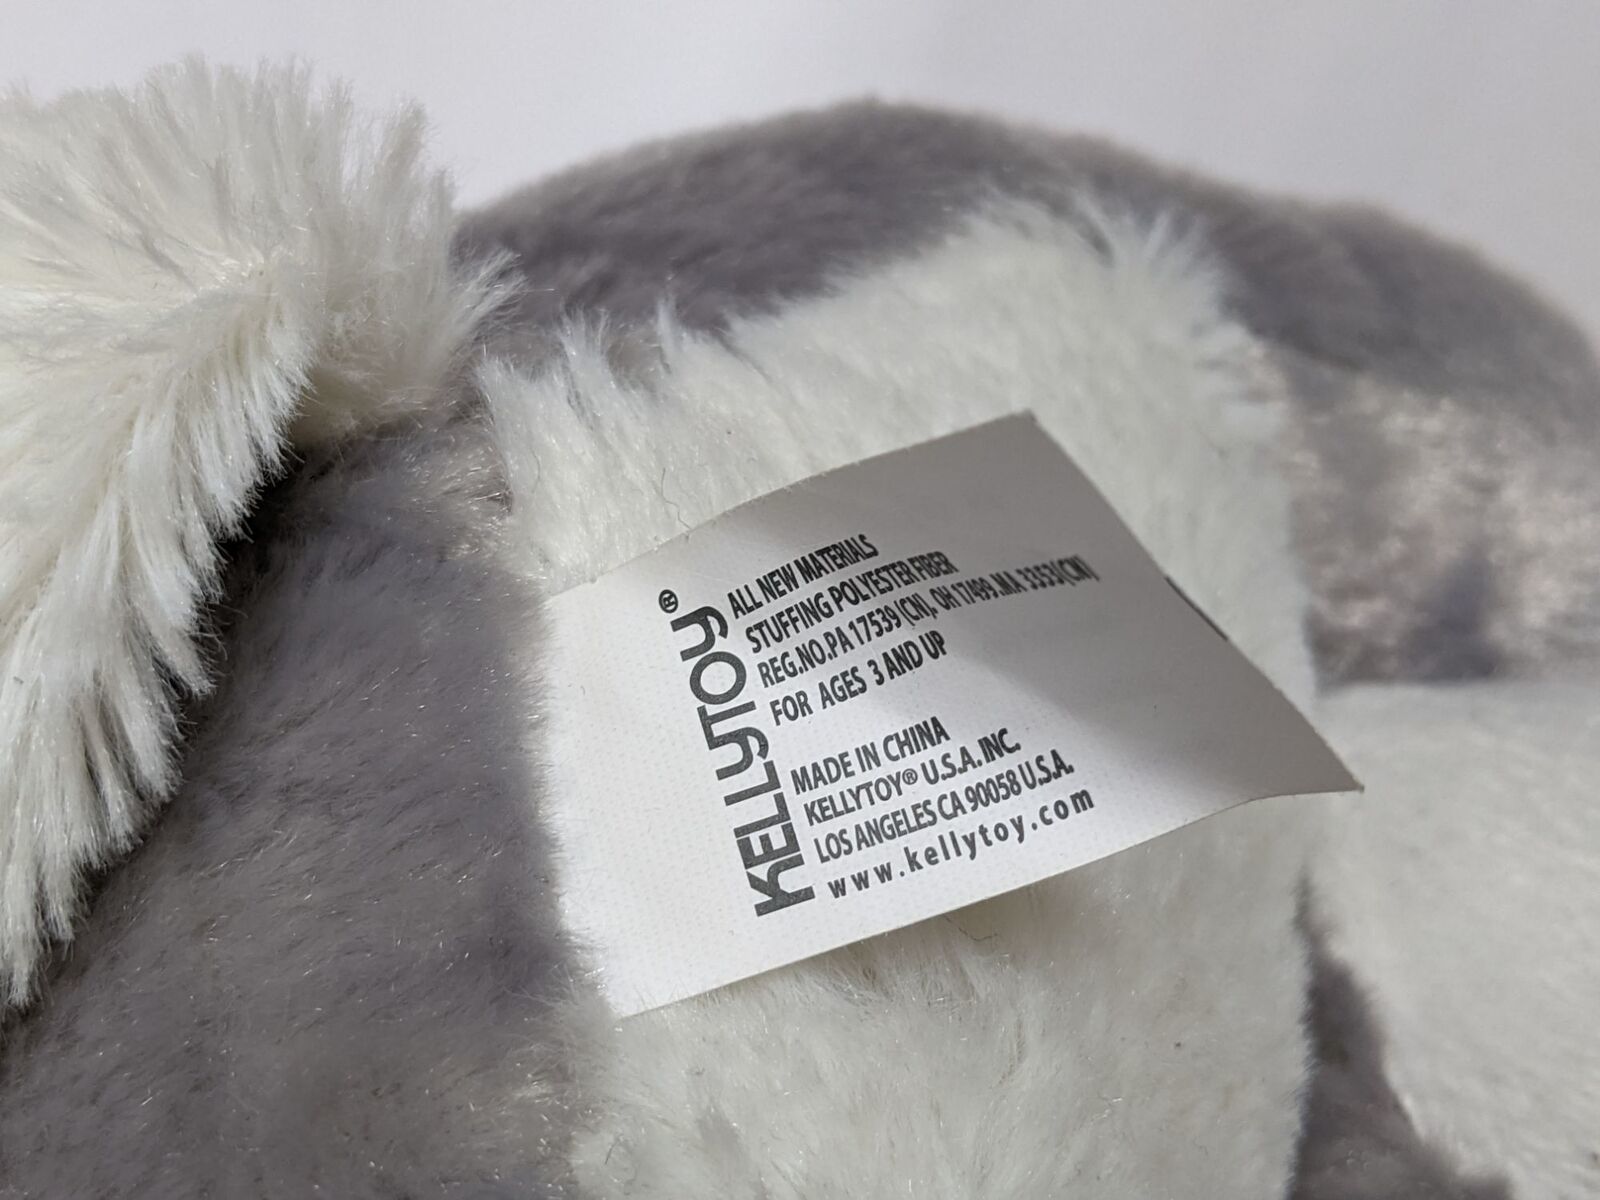 KELLYTOY®
ALL NEW MATERIALS
STUFFING POLYESTER FIBER
REG.NO.PA 17539 (CN), OH 17499.MA 3353(CN)
FOR AGES 3 AND UP
MADE IN CHINA
KELLYTOY® U.S.A. INC.
LOS ANGELES CA 90058 U.S.A.
www.kellytoy.com